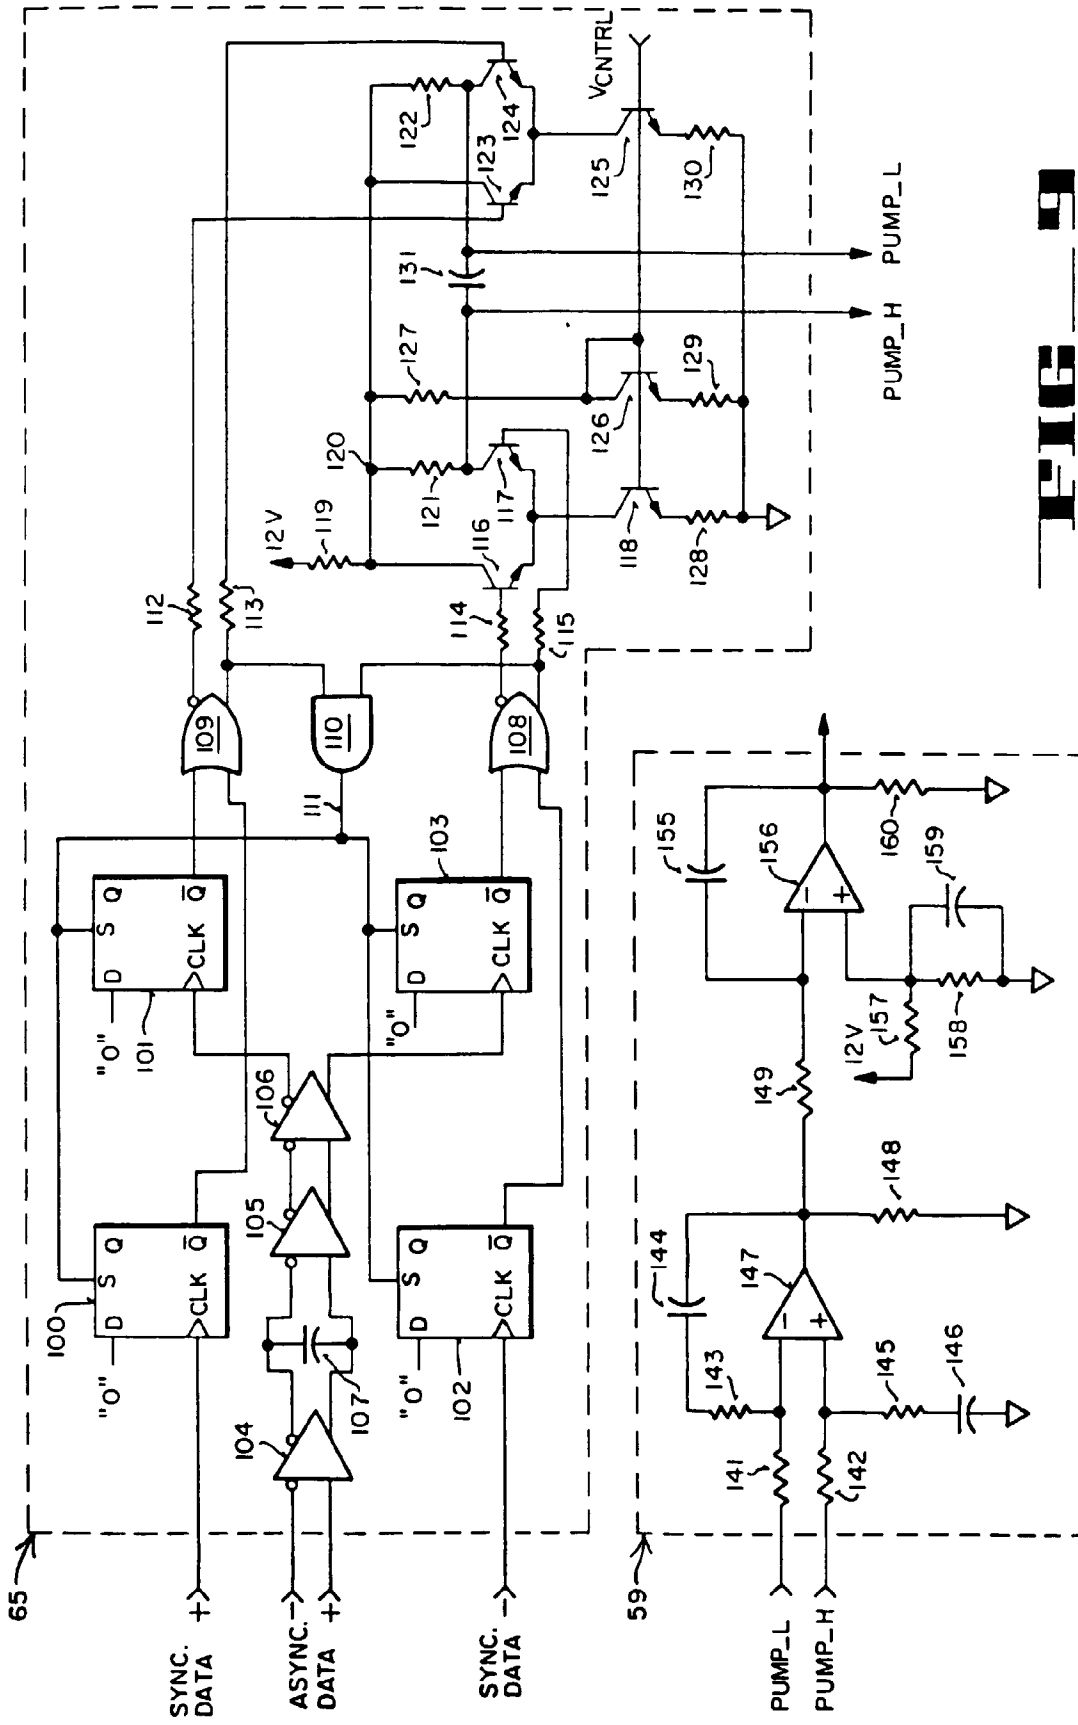 65
SYNC.
DATA +
ASYNC. -
DATA +
SYNC. -
DATA
100
"0"
D S Q
CLK Q̅
101
"0"
D S Q
CLK Q̅
102
"0"
D S Q
CLK Q̅
103
"0"
D S Q
CLK Q̅
104
107
105
106
109
110
111
108
112
113
114
115
12V
119
120
116
117
121
127
131
123
122
124
118
126
125
VCNTRL
128
129
130
PUMP_H
PUMP_L
59
PUMP_L
PUMP_H
141
142
143
144
145
146
147
- +
148
149
155
156
- +
12V
157
158
159
160
FIG 9